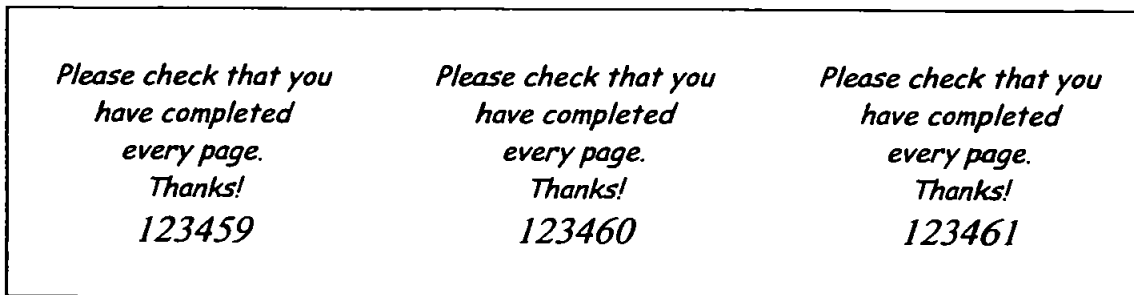 Please check that you
have completed
every page.
Thanks!
123459
Please check that you
have completed
every page.
Thanks!
123460
Please check that you
have completed
every page.
Thanks!
123461